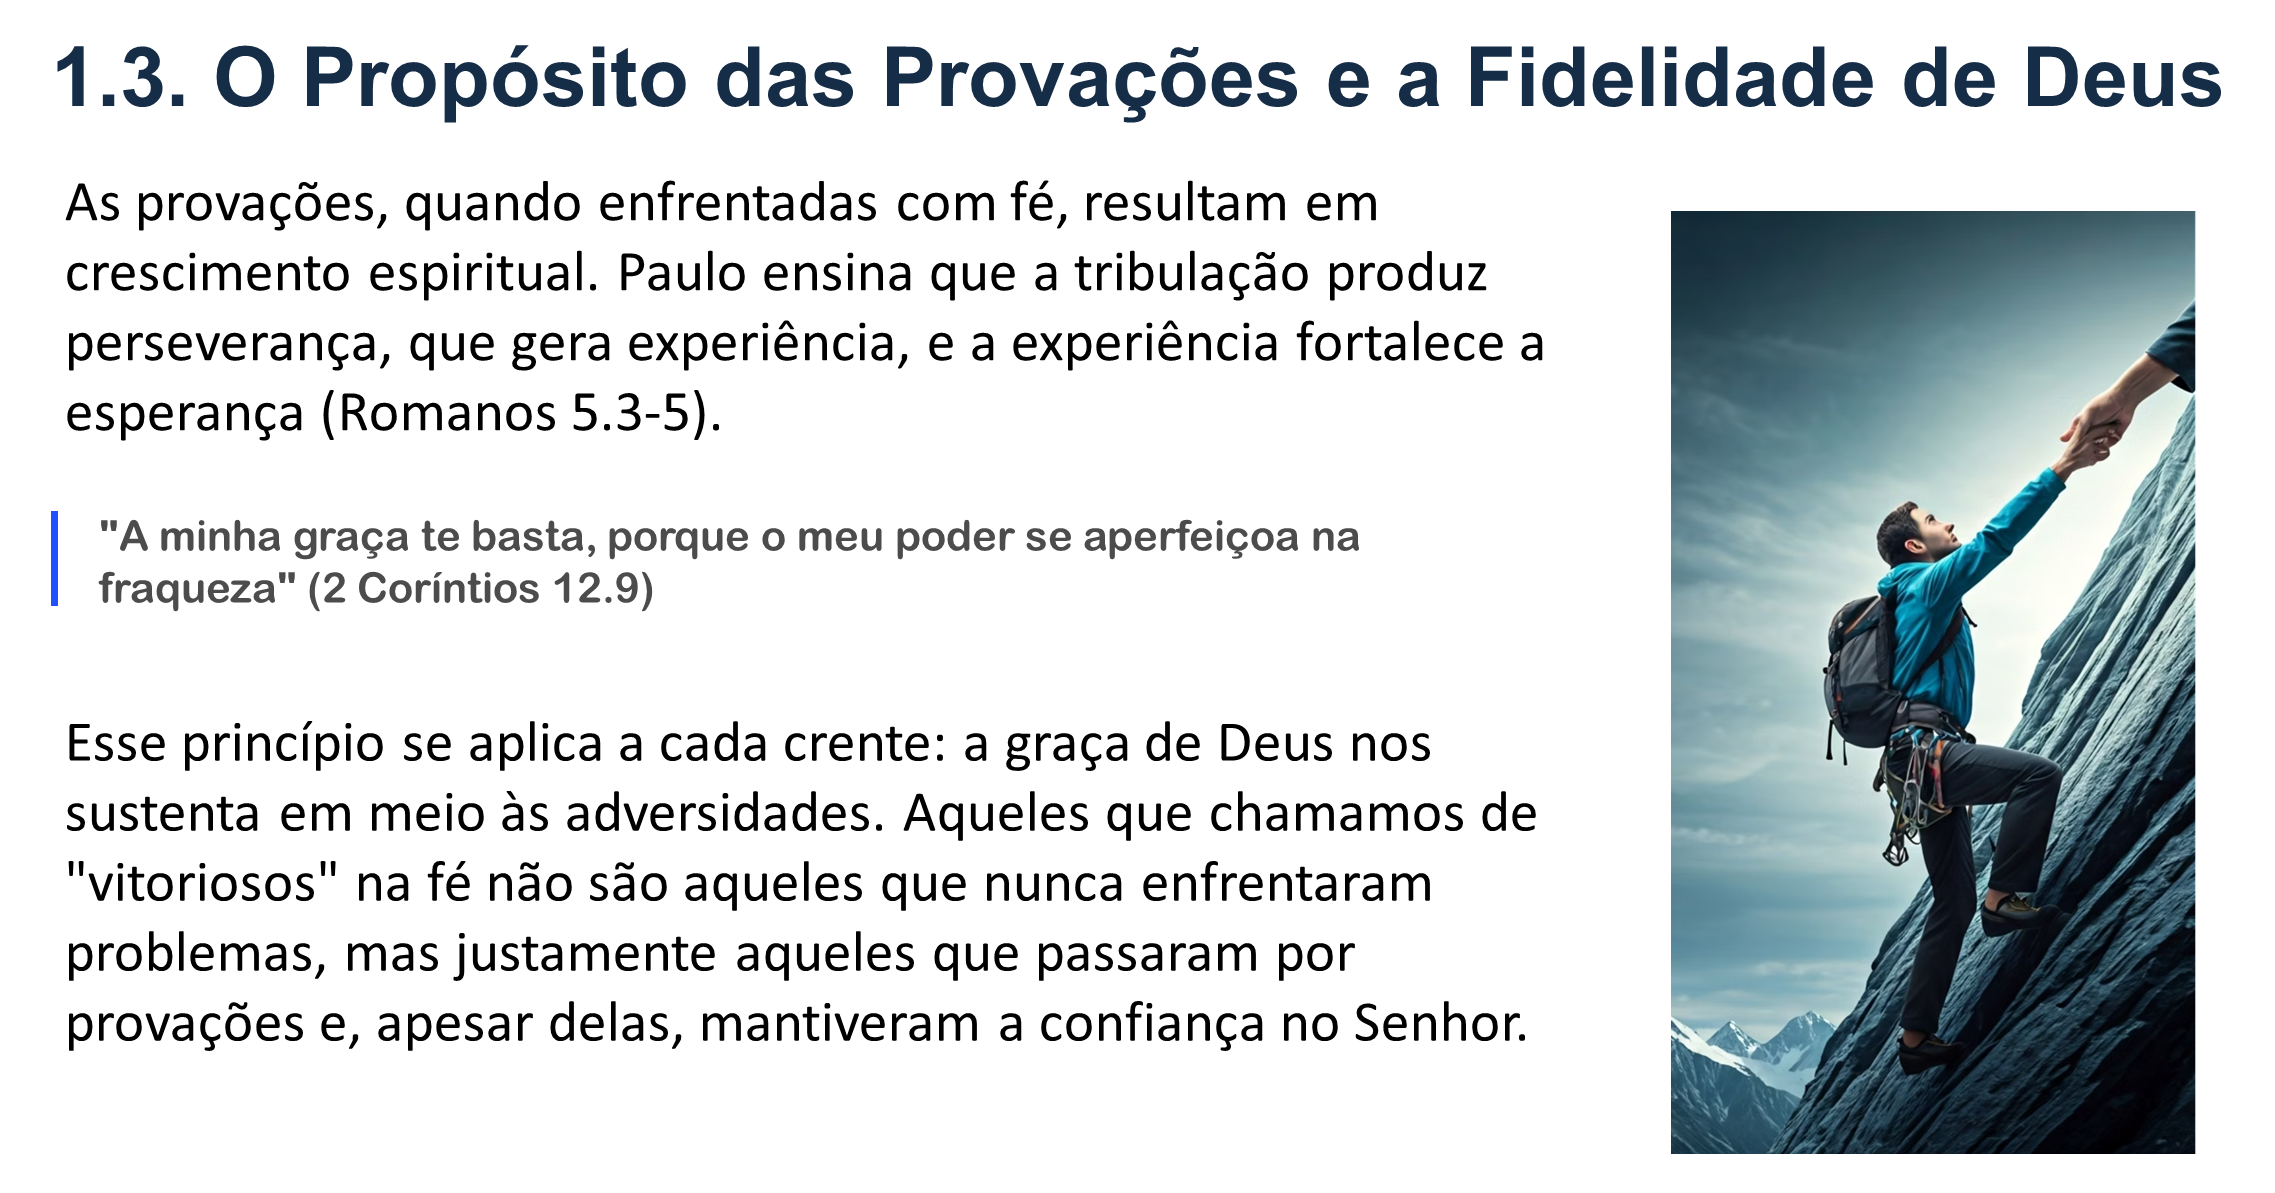 1.3. O Propósito das Provações e a Fidelidade de Deus
As provações, quando enfrentadas com fé, resultam em
crescimento espiritual. Paulo ensina que a tribulação produz
perseverança, que gera experiência, e a experiência fortalece a
esperança (Romanos 5.3-5).
"A minha graça te basta, porque o meu poder se aperfeiçoa na
fraqueza" (2 Coríntios 12.9)
Esse princípio se aplica a cada crente: a graça de Deus nos
sustenta em meio às adversidades. Aqueles que chamamos de
"vitoriosos" na fé não são aqueles que nunca enfrentaram
problemas, mas justamente aqueles que passaram por
provações e, apesar delas, mantiveram a confiança no Senhor.